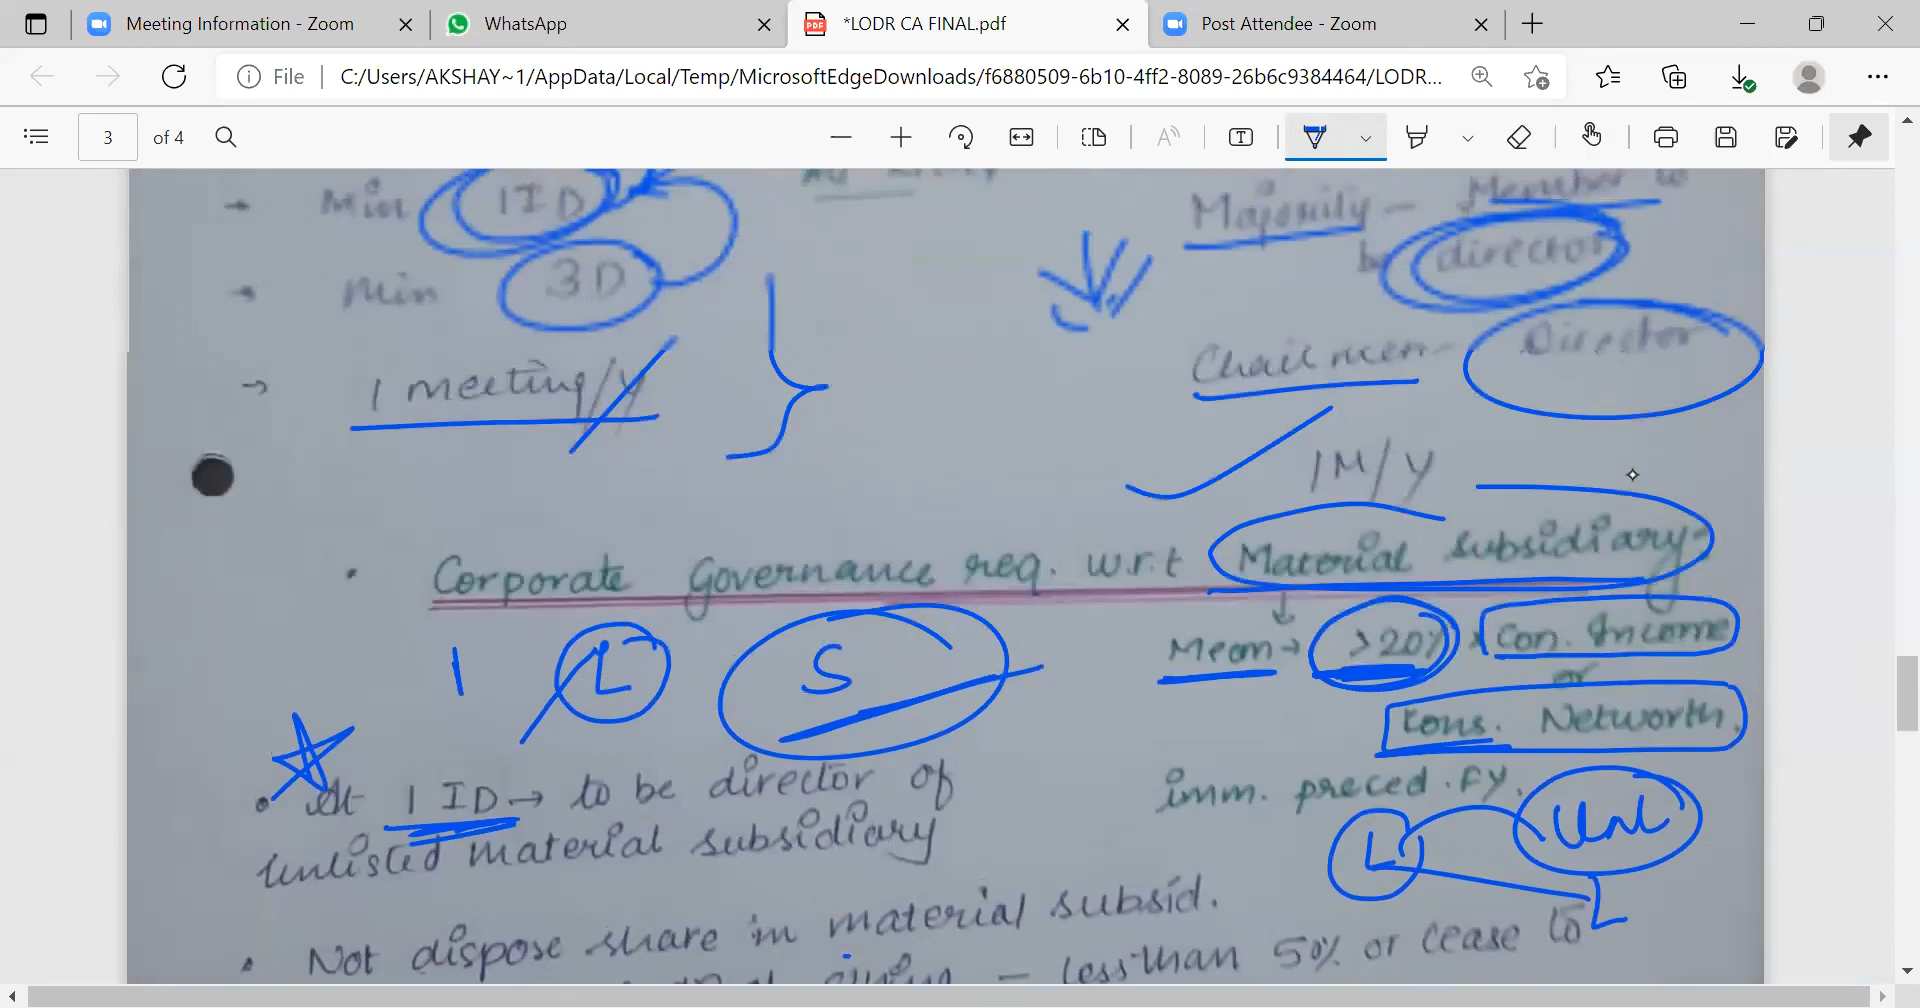 Meeting Information - Zoom
WhatsApp
*LODR CA FINAL.pdf
Post Attendee - Zoom
File
C:/Users/AKSHAY~1/AppData/Local/Temp/MicrosoftEdgeDownloads/f6880509-6b10-4ff2-8089-26b6c9384464/LODR...
3 of 4
→ Min 1 ID
→ Min 3D
→ 1 meeting/Y
Majority - Member to
be director
Chairmen - Director
1M/Y
• Corporate Governance req. w.r.t Material subsidiary
1 L S
Mean → >20% x Con. Income
or
Cons. Networth.
imm. preced. FY.
L Unl
L
• At 1 ID → to be director of
unlisted material subsidiary
• Not dispose share in material subsid.
- less than 50% or cease to